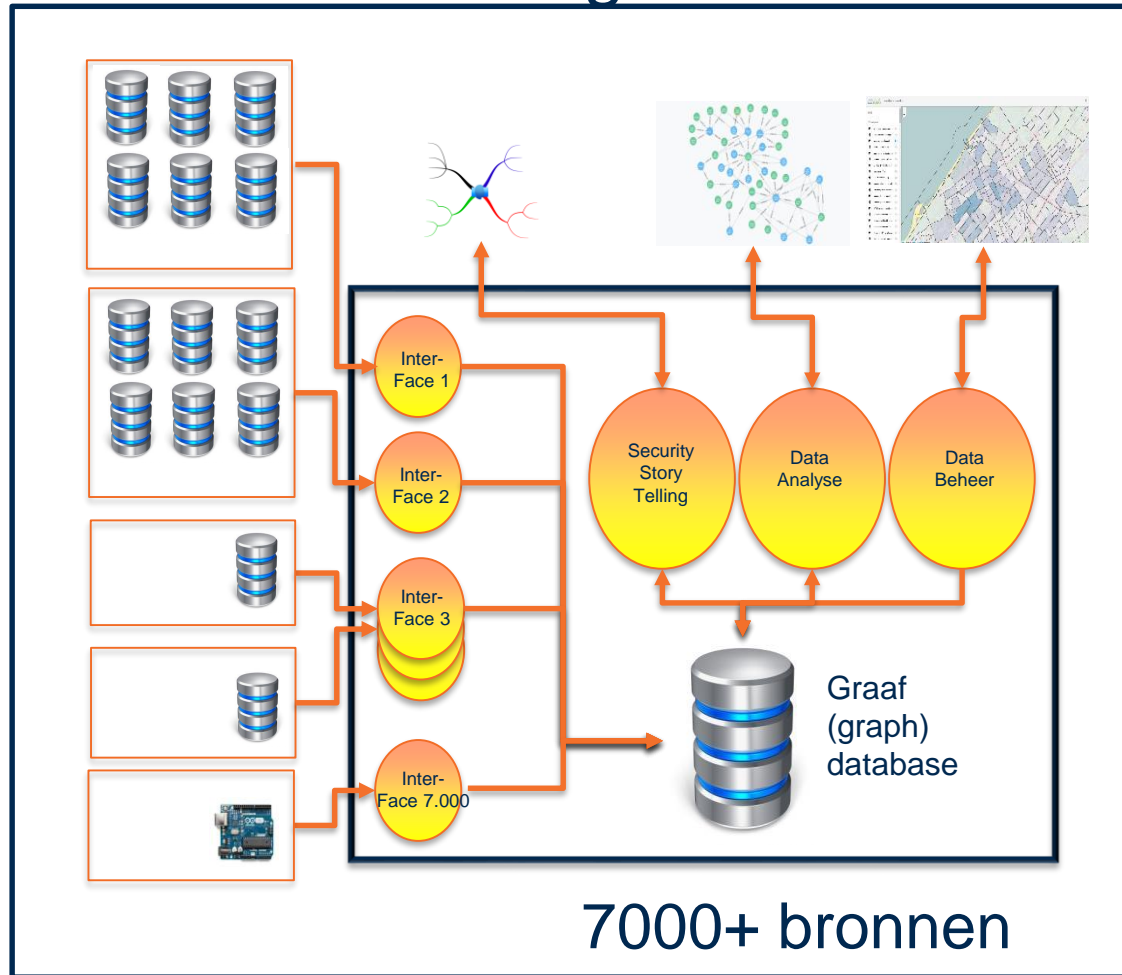 Inter-
Face 1
Inter-
Face 2
Inter-
Face 3
Inter-
Face 7.000
Security
Story
Telling
Data
Analyse
Data
Beheer
Graaf
(graph)
database
7000+ bronnen